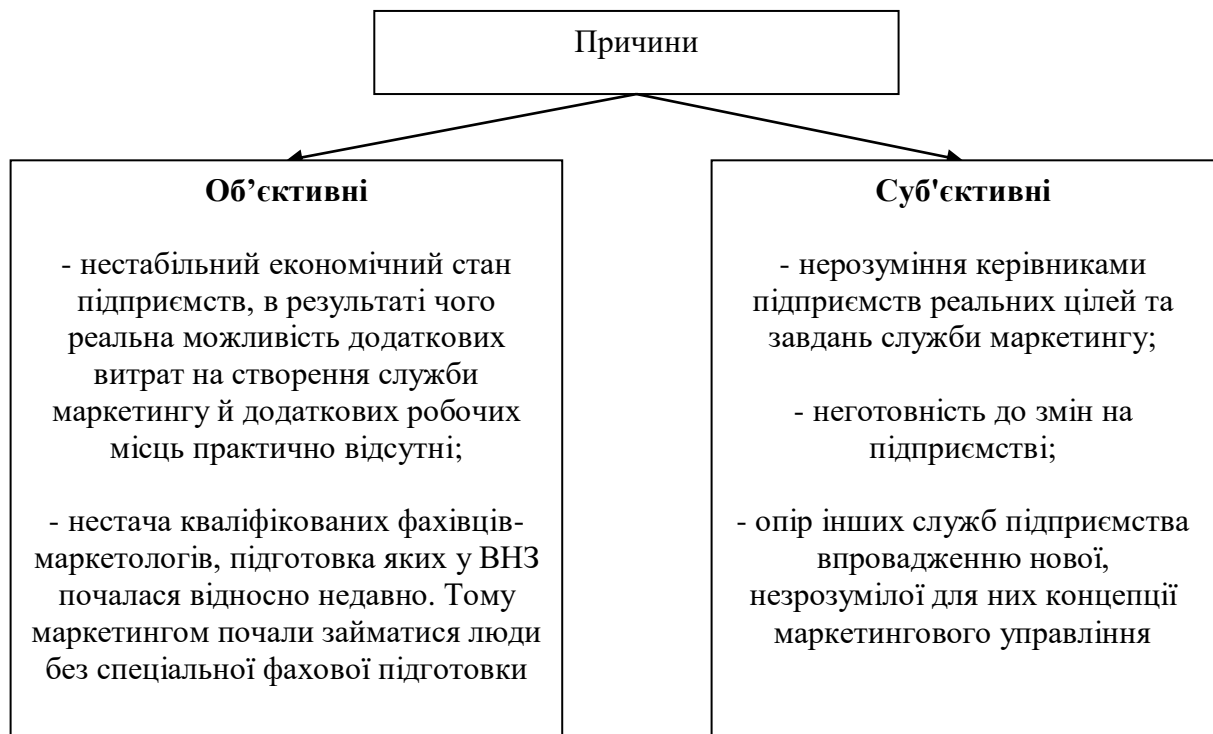 Причини
Об’єктивні
- нестабільний економічний стан
підприємств, в результаті чого
реальна можливість додаткових
витрат на створення служби
маркетингу й додаткових робочих
місць практично відсутні;
- нестача кваліфікованих фахівців-
маркетологів, підготовка яких у ВНЗ
почалася відносно недавно. Тому
маркетингом почали займатися люди
без спеціальної фахової підготовки
Суб'єктивні
- нерозуміння керівниками
підприємств реальних цілей та
завдань служби маркетингу;
- неготовність до змін на
підприємстві;
- опір інших служб підприємства
впровадженню нової,
незрозумілої для них концепції
маркетингового управління